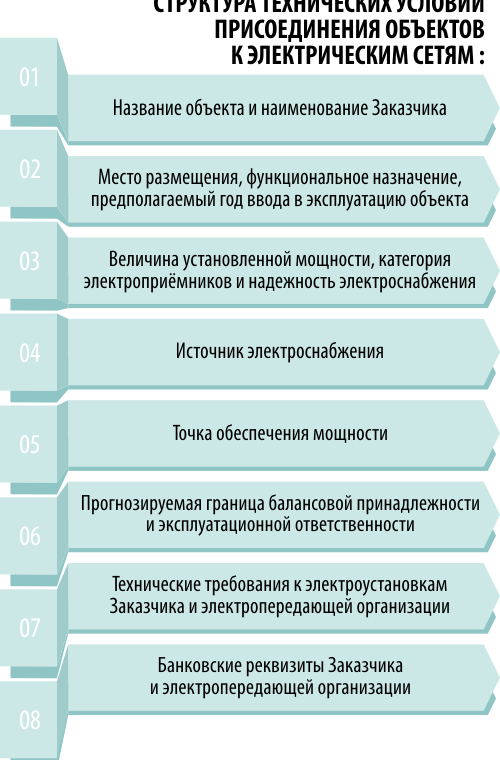 СТРУКТУРА ТЕХНИЧЕСКИХ УСЛОВИЙ
ПРИСОЕДИНЕНИЯ ОБЪЕКТОВ
К ЭЛЕКТРИЧЕСКИМ СЕТЯМ :
01
Название объекта и наименование Заказчика
02
Место размещения, функциональное назначение,
предполагаемый год ввода в эксплуатацию объекта
03
Величина установленной мощности, категория
электроприёмников и надежность электроснабжения
04
Источник электроснабжения
05
Точка обеспечения мощности
06
Прогнозируемая граница балансовой принадлежности
и эксплуатационной ответственности
07
Технические требования к электроустановкам
Заказчика и электропередающей организации
08
Банковские реквизиты Заказчика
и электропередающей организации